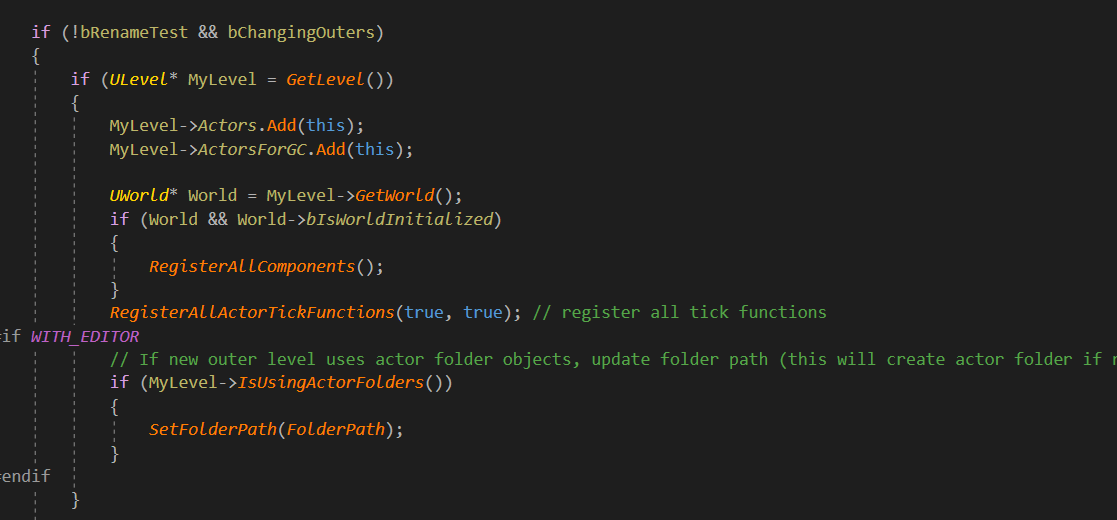 if (!bRenameTest && bChangingOuters)
{
if (ULevel* MyLevel = GetLevel())
{
MyLevel->Actors.Add(this);
MyLevel->ActorsForGC.Add(this);
UWorld* World = MyLevel->GetWorld();
if (World && World->bIsWorldInitialized)
{
RegisterAllComponents();
}
RegisterAllActorTickFunctions(true, true); // register all tick functions
#if WITH_EDITOR
// If new outer level uses actor folder objects, update folder path (this will create actor folder if
if (MyLevel->IsUsingActorFolders())
{
SetFolderPath(FolderPath);
}
#endif
}